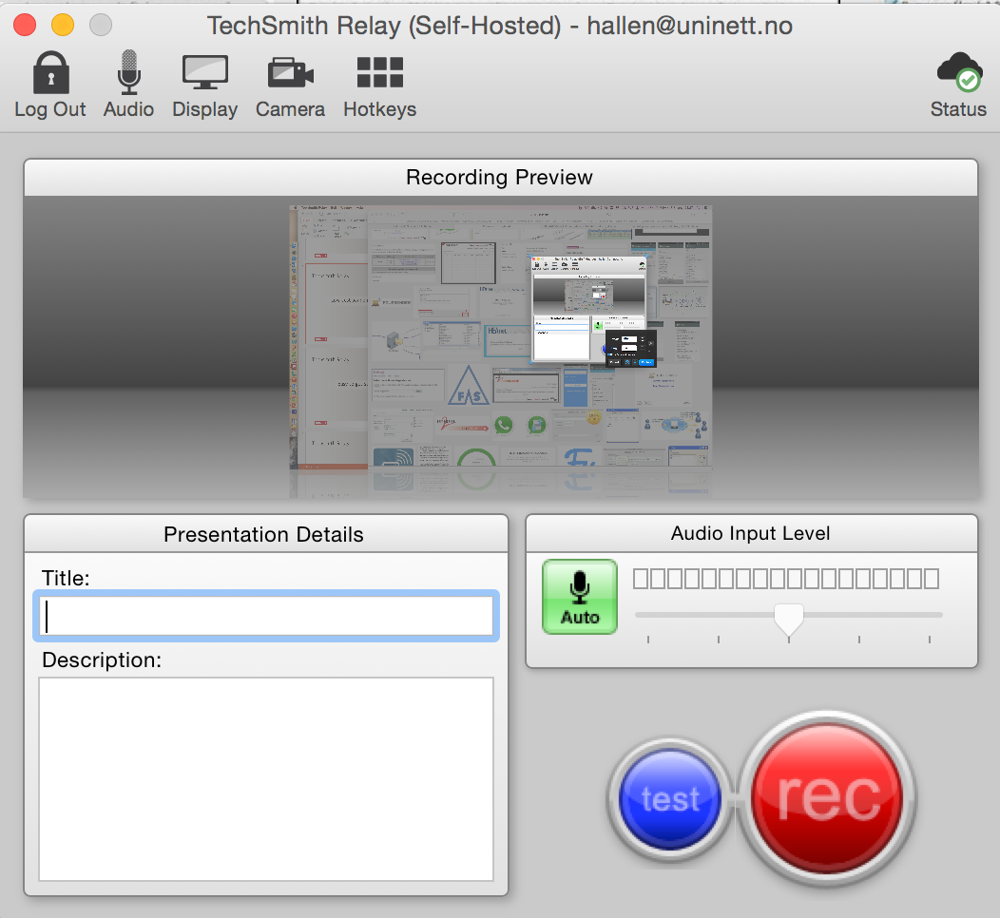 TechSmith Relay (Self-Hosted) - hallen@uninett.no
Log Out Audio Display Camera Hotkeys Status
Recording Preview
FAS
Presentation Details
Title:
Description:
Audio Input Level
Auto
test
rec